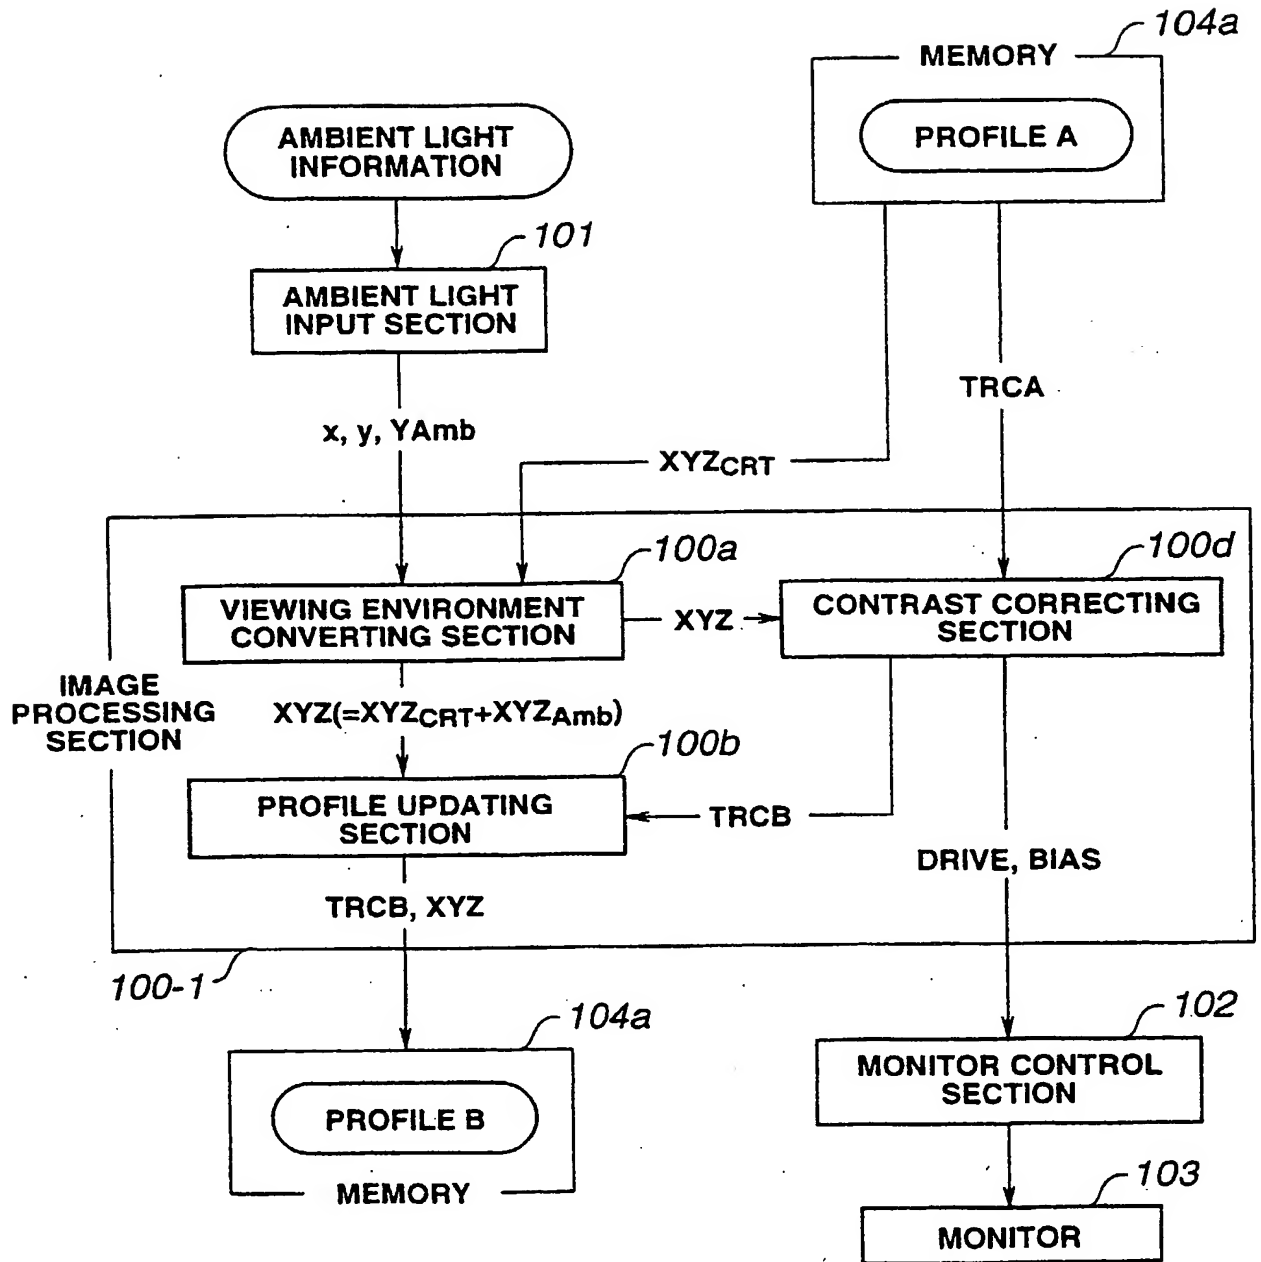 104a
MEMORY
PROFILE A
AMBIENT LIGHT
INFORMATION
101
AMBIENT LIGHT
INPUT SECTION
TRCA
x, y, YAmb
XYZCRT
100a
100d
VIEWING ENVIRONMENT
CONVERTING SECTION
XYZ
CONTRAST CORRECTING
SECTION
IMAGE
PROCESSING
SECTION
XYZ(=XYZCRT+XYZAmb)
100b
PROFILE UPDATING
SECTION
TRCB
DRIVE, BIAS
TRCB, XYZ
100-1
104a
102
MONITOR CONTROL
SECTION
PROFILE B
MEMORY
103
MONITOR